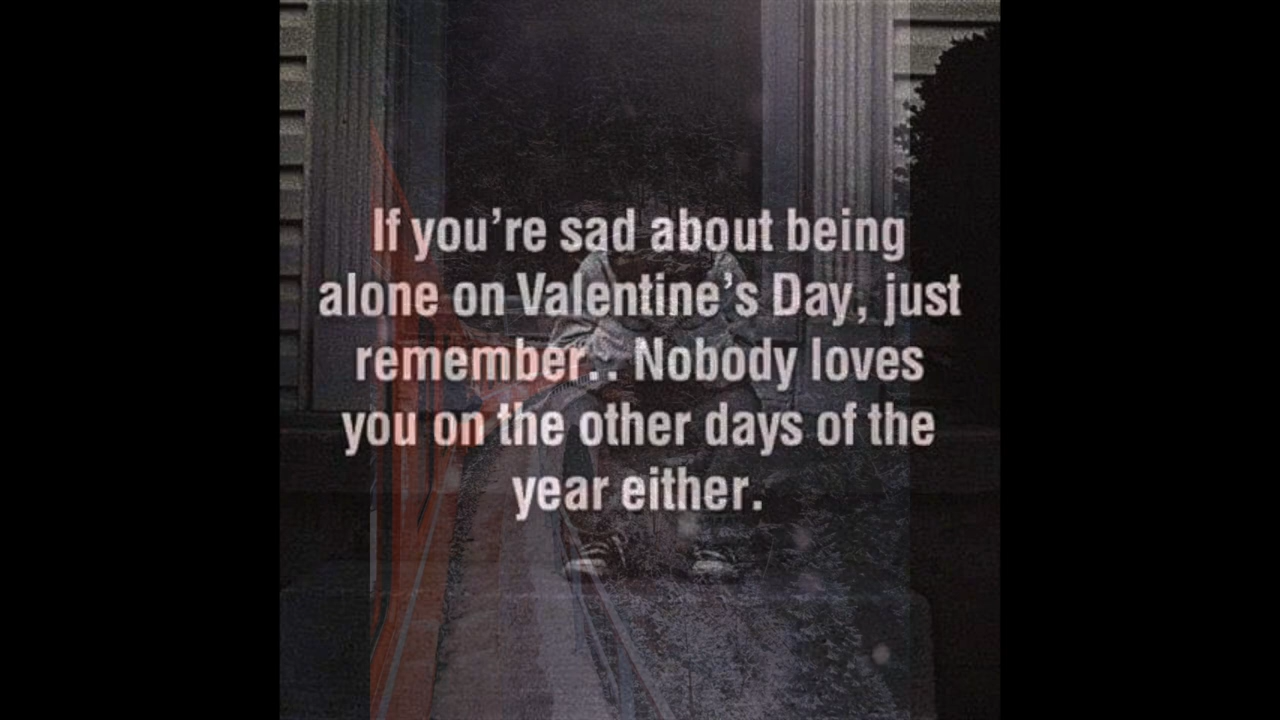 If you’re sad about being
alone on Valentine’s Day, just
remember.. Nobody loves
you on the other days of the
year either.